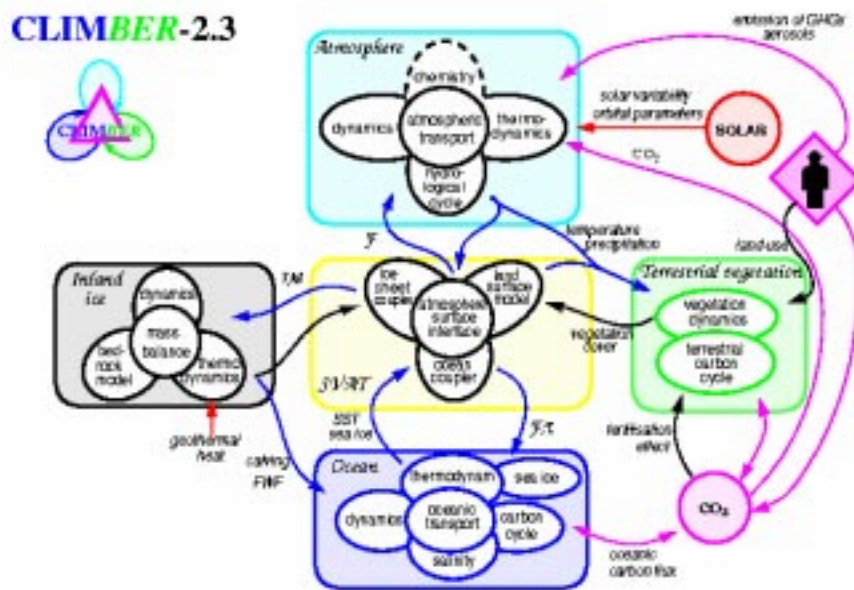 CLIMBER-2.3
CLIMBER
emission of GHGs
aerosols
Atmosphere
chemistry
dynamics
atmospheric
transport
thermo-
dynamics
hydro-
logical
cycle
solar variability
orbital parameters
SOLAR
CO2
temperature
precipitation
land-use
Inland
ice
dynamics
mass
balance
bed-
rock
model
thermo
dynamics
geothermal
heat
T,M
F
ice
sheet
coupler
land
surface
model
atmosphere
surface
interface
ocean
coupler
SVAT
Terrestrial vegetation
vegetation
dynamics
terrestrial
carbon
cycle
vegetation
cover
SST
sea ice
calving
FWF
fertilisation
effect
Ocean
thermodynam
sea ice
dynamics
oceanic
transport
carbon
cycle
salinity
CO2
oceanic
carbon flux